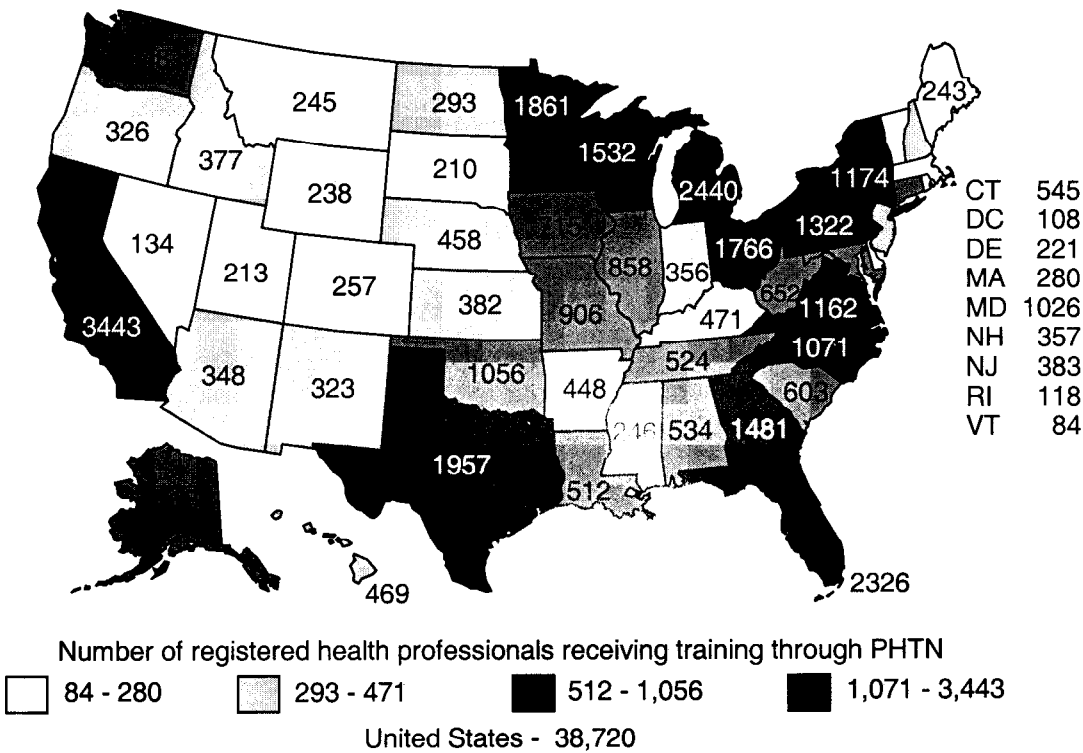 243
245
293
1861
326
1532
377
210
1174
2440
238
CT 545
DC 108
1322
458
134
1766
DE 221
213
858
356
257
MA 280
652
1162
382
MD 1026
906
471
3443
1071
NH 357
524
348
1056
NJ 383
323
448
603
RI 118
246
534
1481
VT 84
1957
512
2326
469
Number of registered health professionals receiving training through PHTN
84 - 280
293 - 471
512 - 1,056
1,071 - 3,443
United States - 38,720